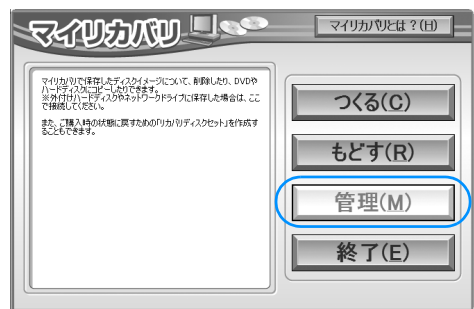 マイリカバリ
マイリカバリとは？(H)
マイリカバリで保存したディスクイメージについて、削除したり、DVDや
ハードディスクにコピーしたりできます。
※外付けハードディスクやネットワークドライブに保存した場合は、ここ
で接続してください。
また、ご購入時の状態に戻すための「リカバリディスクセット」を作成す
ることもできます。
つくる(C)
もどす(R)
管理(M)
終了(E)